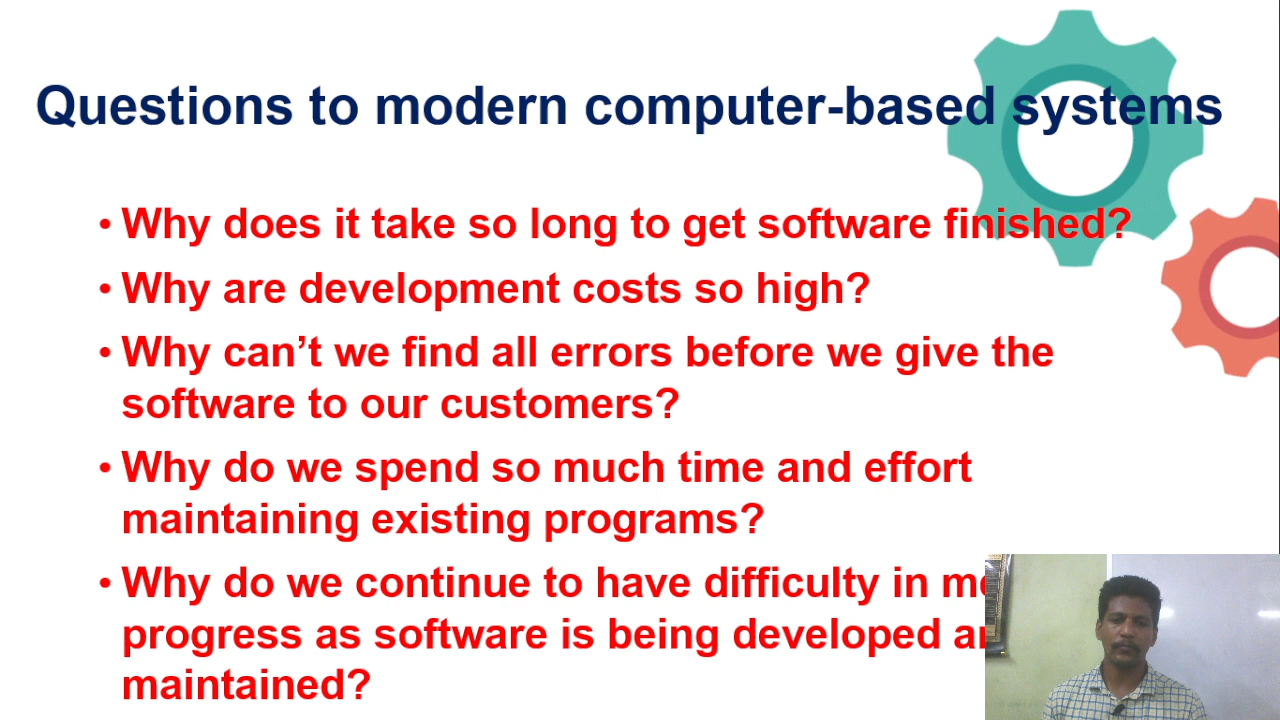 Questions to modern computer-based systems
• Why does it take so long to get software finished?
• Why are development costs so high?
• Why can’t we find all errors before we give the
software to our customers?
• Why do we spend so much time and effort
maintaining existing programs?
• Why do we continue to have difficulty in
progress as software is being developed
maintained?